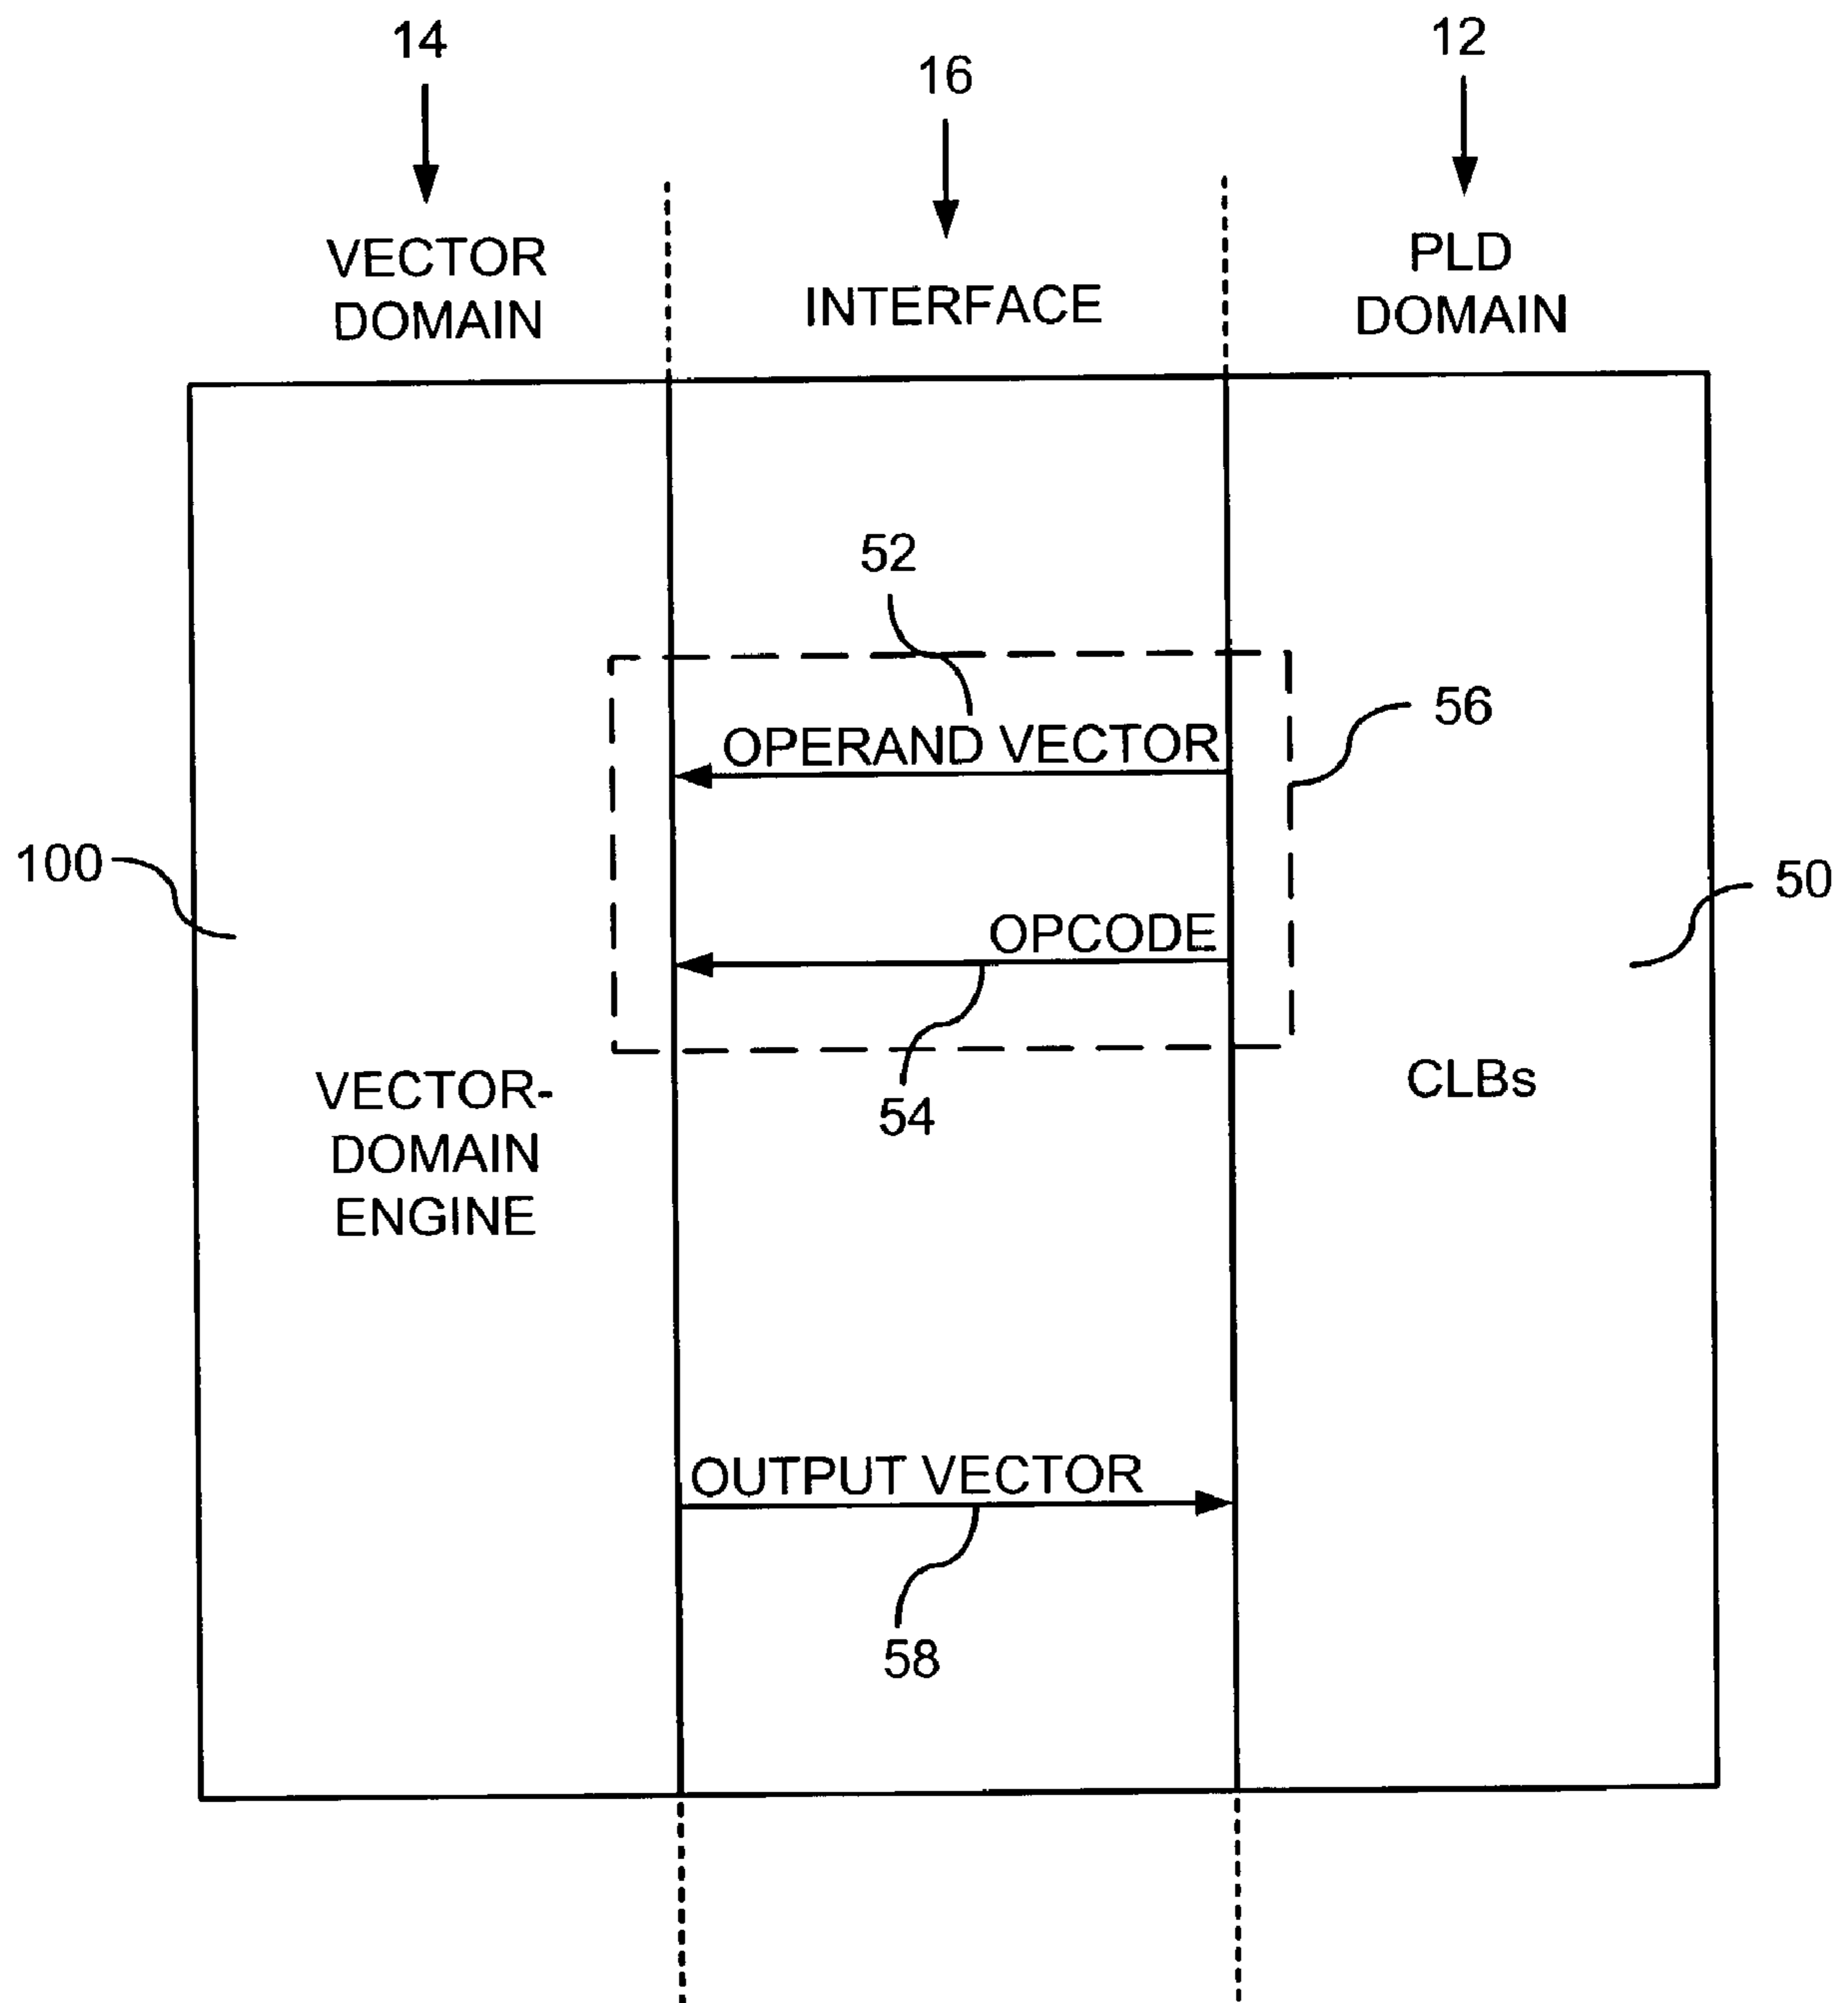 14
16
12
VECTOR
DOMAIN
INTERFACE
PLD
DOMAIN
52
OPERAND VECTOR
56
100
50
OPCODE
54
VECTOR-
DOMAIN
ENGINE
CLBs
OUTPUT VECTOR
58